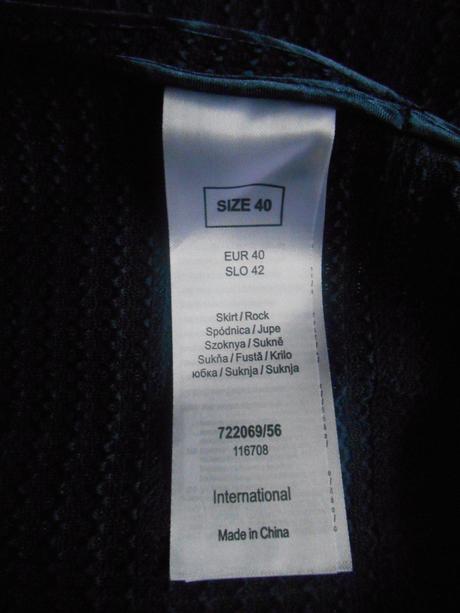 SIZE 40
EUR 40
SLO 42
Skirt / Rock
Spódnica / Jupe
Szoknya / Sukně
Sukňa / Fustă / Krilo
юбка / Suknja / Suknja
722069/56
116708
International
Made in China